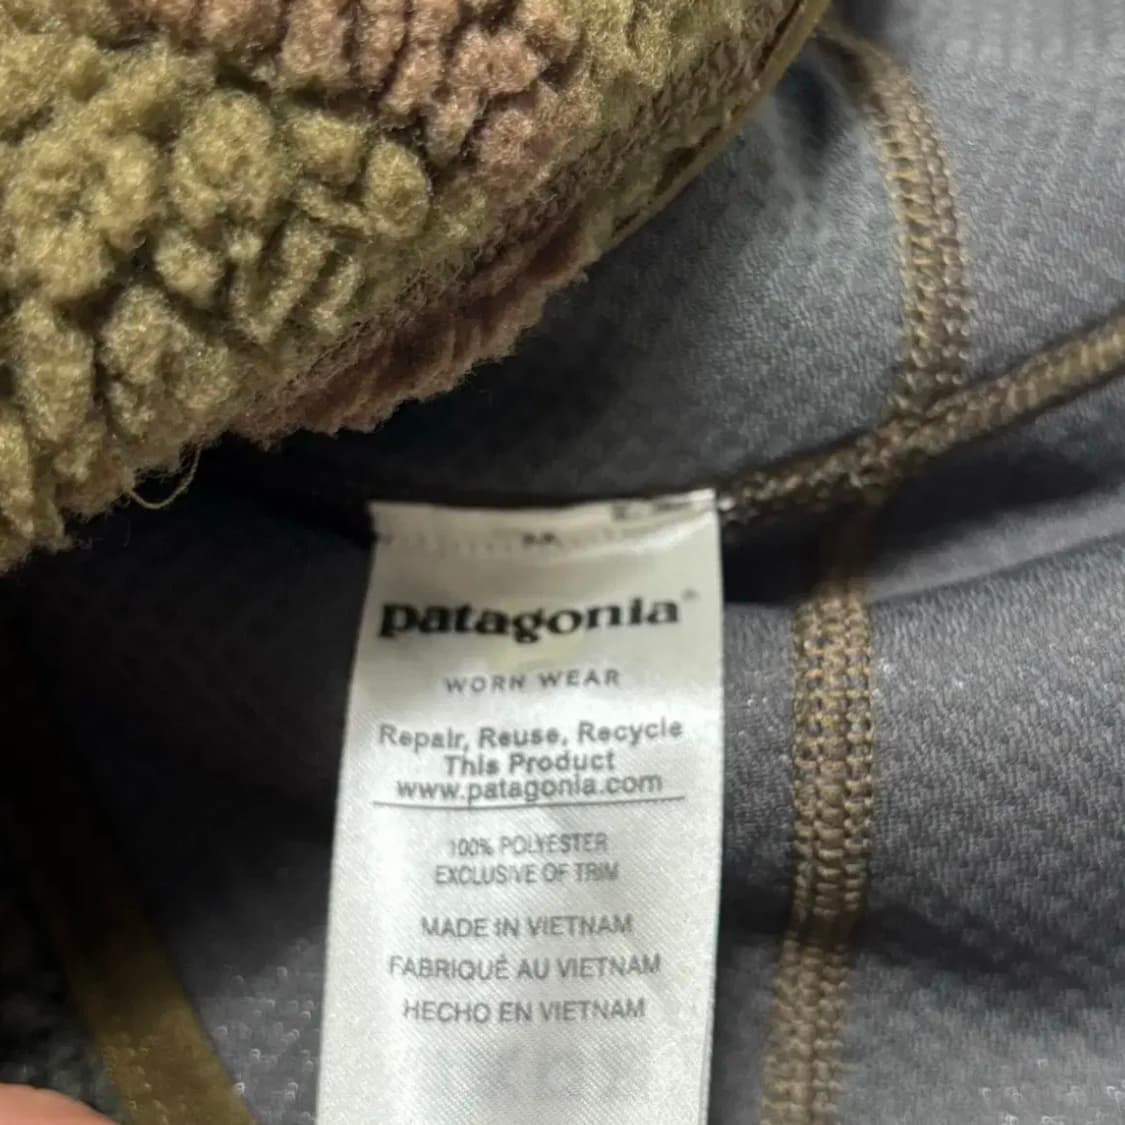 patagonia®
WORN WEAR
Repair, Reuse, Recycle
This Product
www.patagonia.com
100% POLYESTER
EXCLUSIVE OF TRIM
MADE IN VIETNAM
FABRIQUÉ AU VIETNAM
HECHO EN VIETNAM